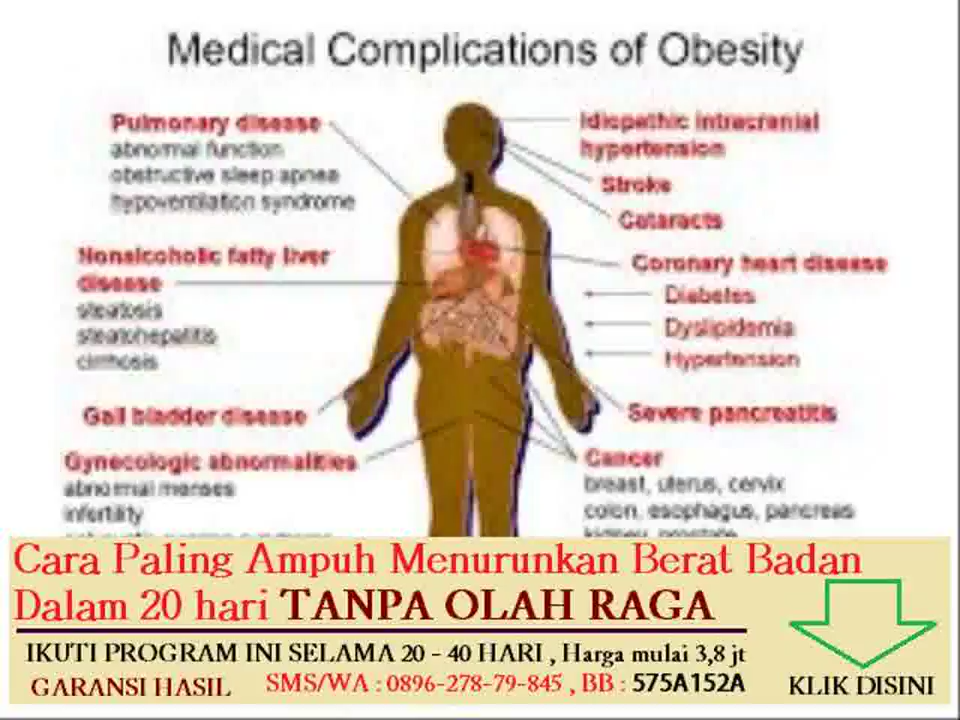 Medical Complications of Obesity
Pulmonary disease
abnormal function
obstructive sleep apnea
hypoventilation syndrome
Nonalcoholic fatty liver
disease
steatosis
steatohepatitis
cirrhosis
Gall bladder disease
Gynecologic abnormalities
abnormal menses
infertility
Idiopathic intracranial
hypertension
Stroke
Cataracts
Coronary heart disease
Diabetes
Dyslipidemia
Hypertension
Severe pancreatitis
Cancer
breast, uterus, cervix
colon, esophagus, pancreas
kidney, prostate
Cara Paling Ampuh Menurunkan Berat Badan
Dalam 20 hari TANPA OLAH RAGA
IKUTI PROGRAM INI SELAMA 20 - 40 HARI , Harga mulai 3,8 jt
GARANSI HASIL SMS/WA : 0896-278-79-845 , BB : 575A152A
KLIK DISINI